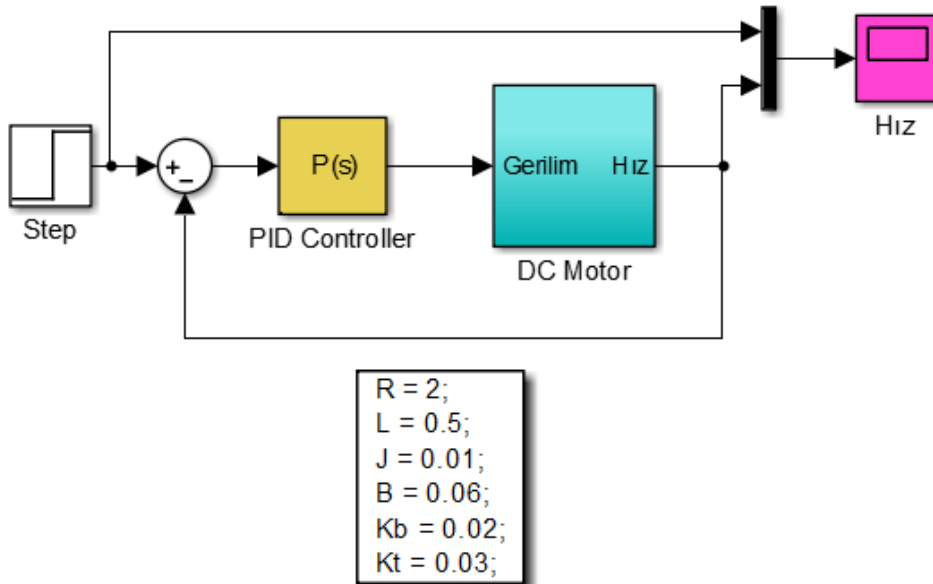 Hız
Step
+
−
P(s)
PID Controller
Gerilim Hız
DC Motor
R = 2;
L = 0.5;
J = 0.01;
B = 0.06;
Kb = 0.02;
Kt = 0.03;